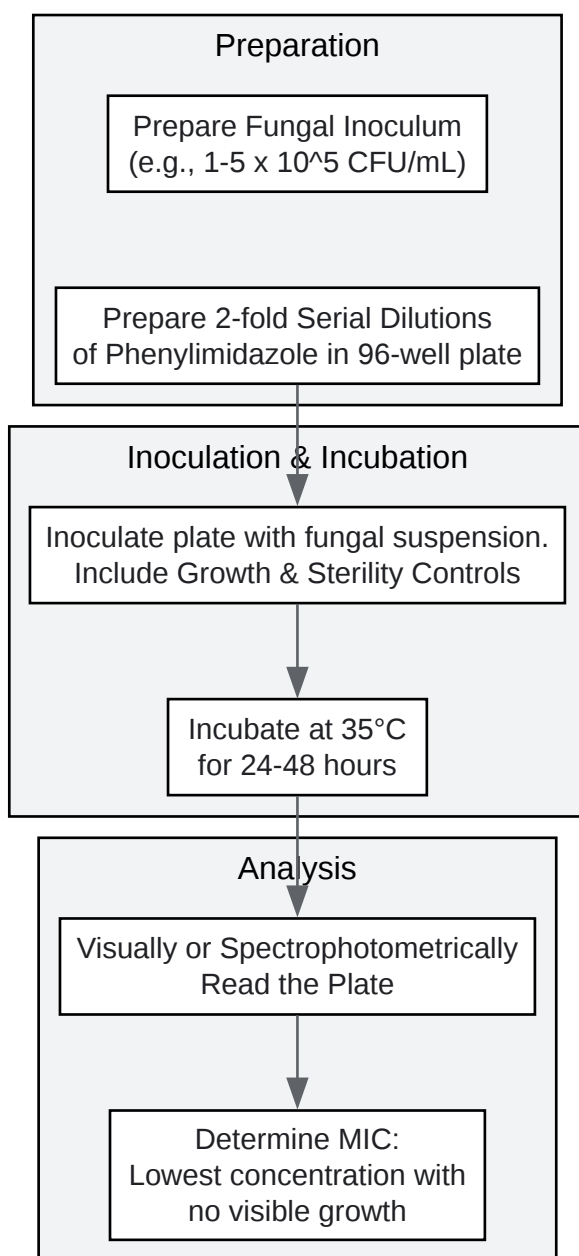 Preparation
Prepare Fungal Inoculum
(e.g., 1-5 x 10^5 CFU/mL)
Prepare 2-fold Serial Dilutions
of Phenylimidazole in 96-well plate
Inoculation & Incubation
Inoculate plate with fungal suspension.
Include Growth & Sterility Controls
Incubate at 35°C
for 24-48 hours
Analysis
Visually or Spectrophotometrically
Read the Plate
Determine MIC:
Lowest concentration with
no visible growth